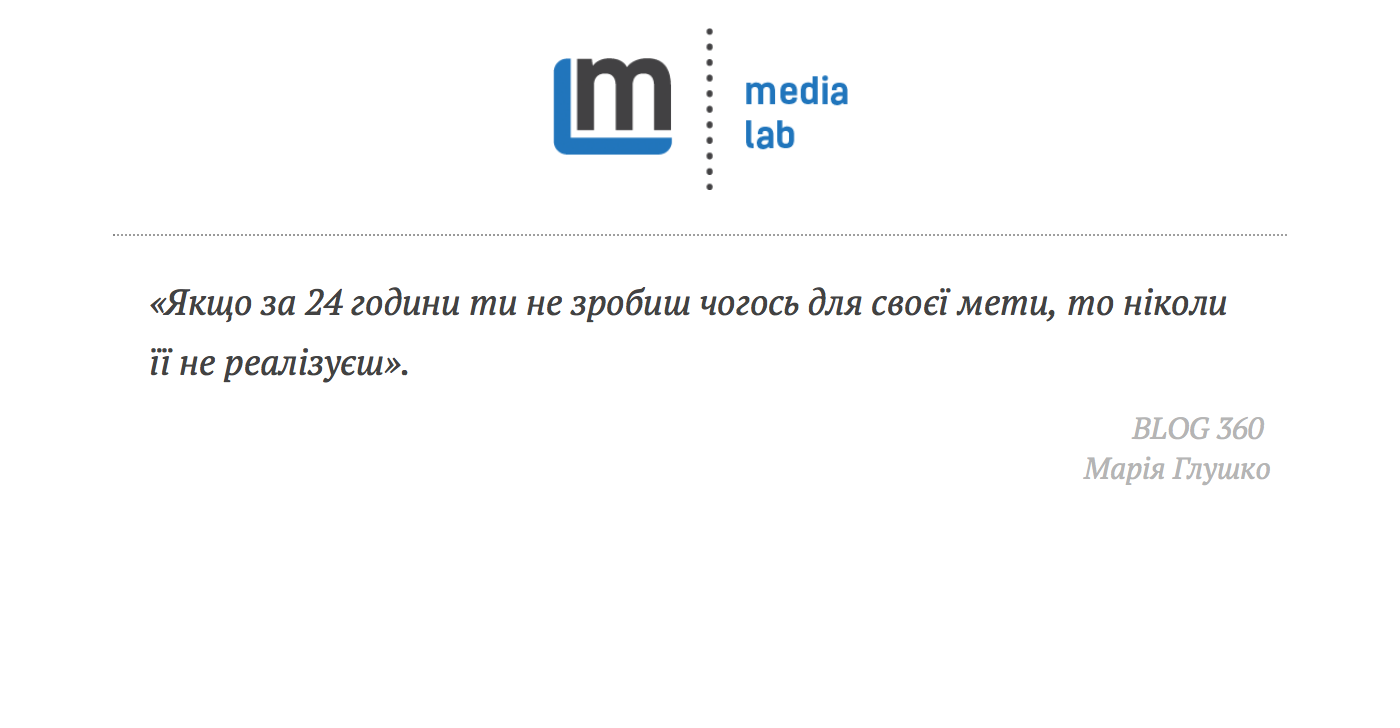 m
media
lab
«Якщо за 24 години ти не зробиш чогось для своєї мети, то ніколи
її не реалізуєш».
BLOG 360
Марія Глушко